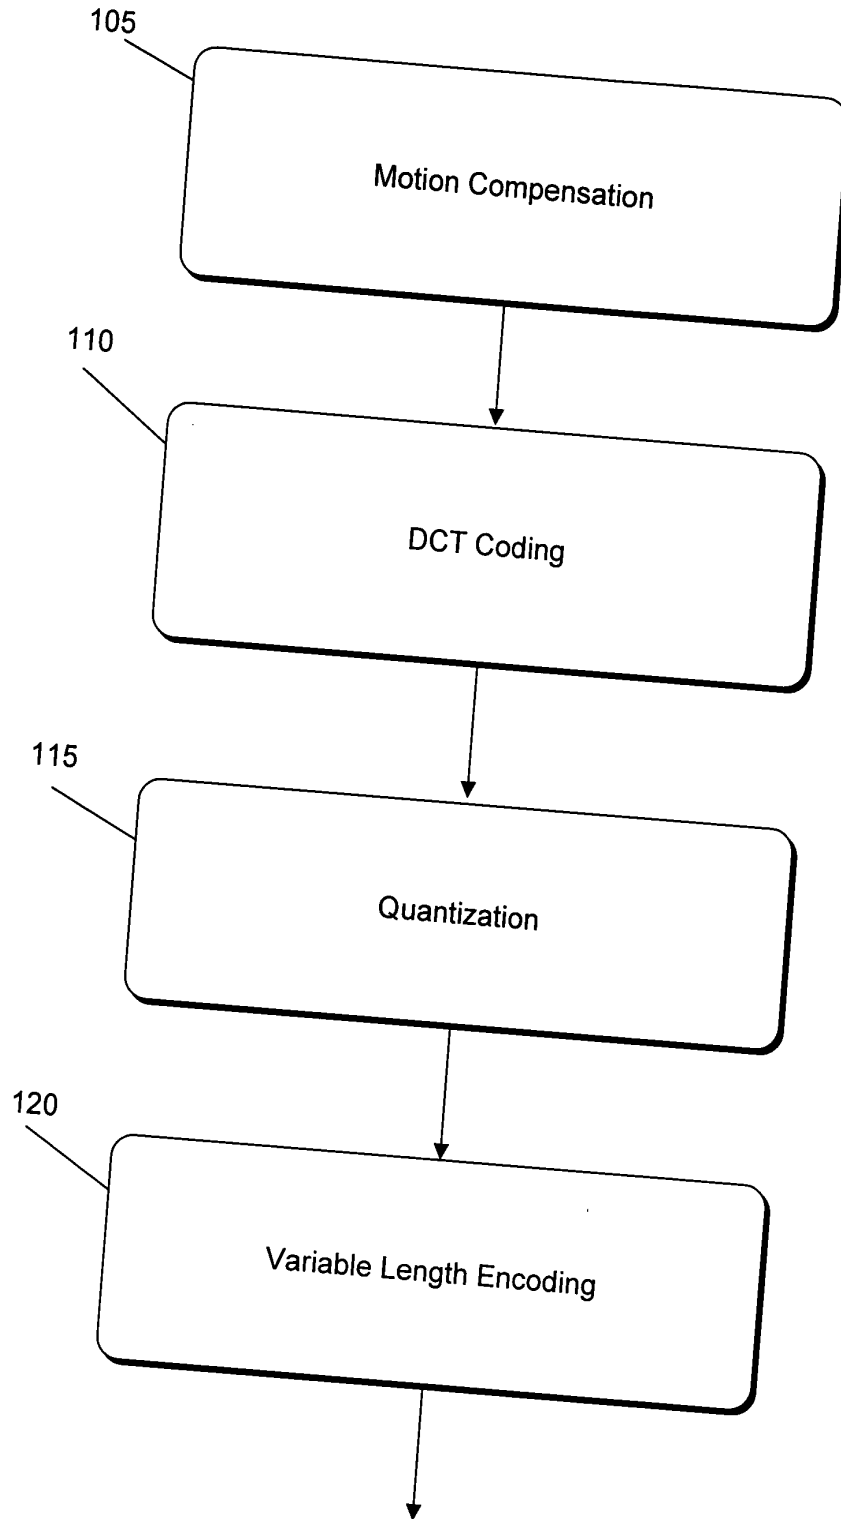 105
Motion Compensation
110
DCT Coding
115
Quantization
120
Variable Length Encoding